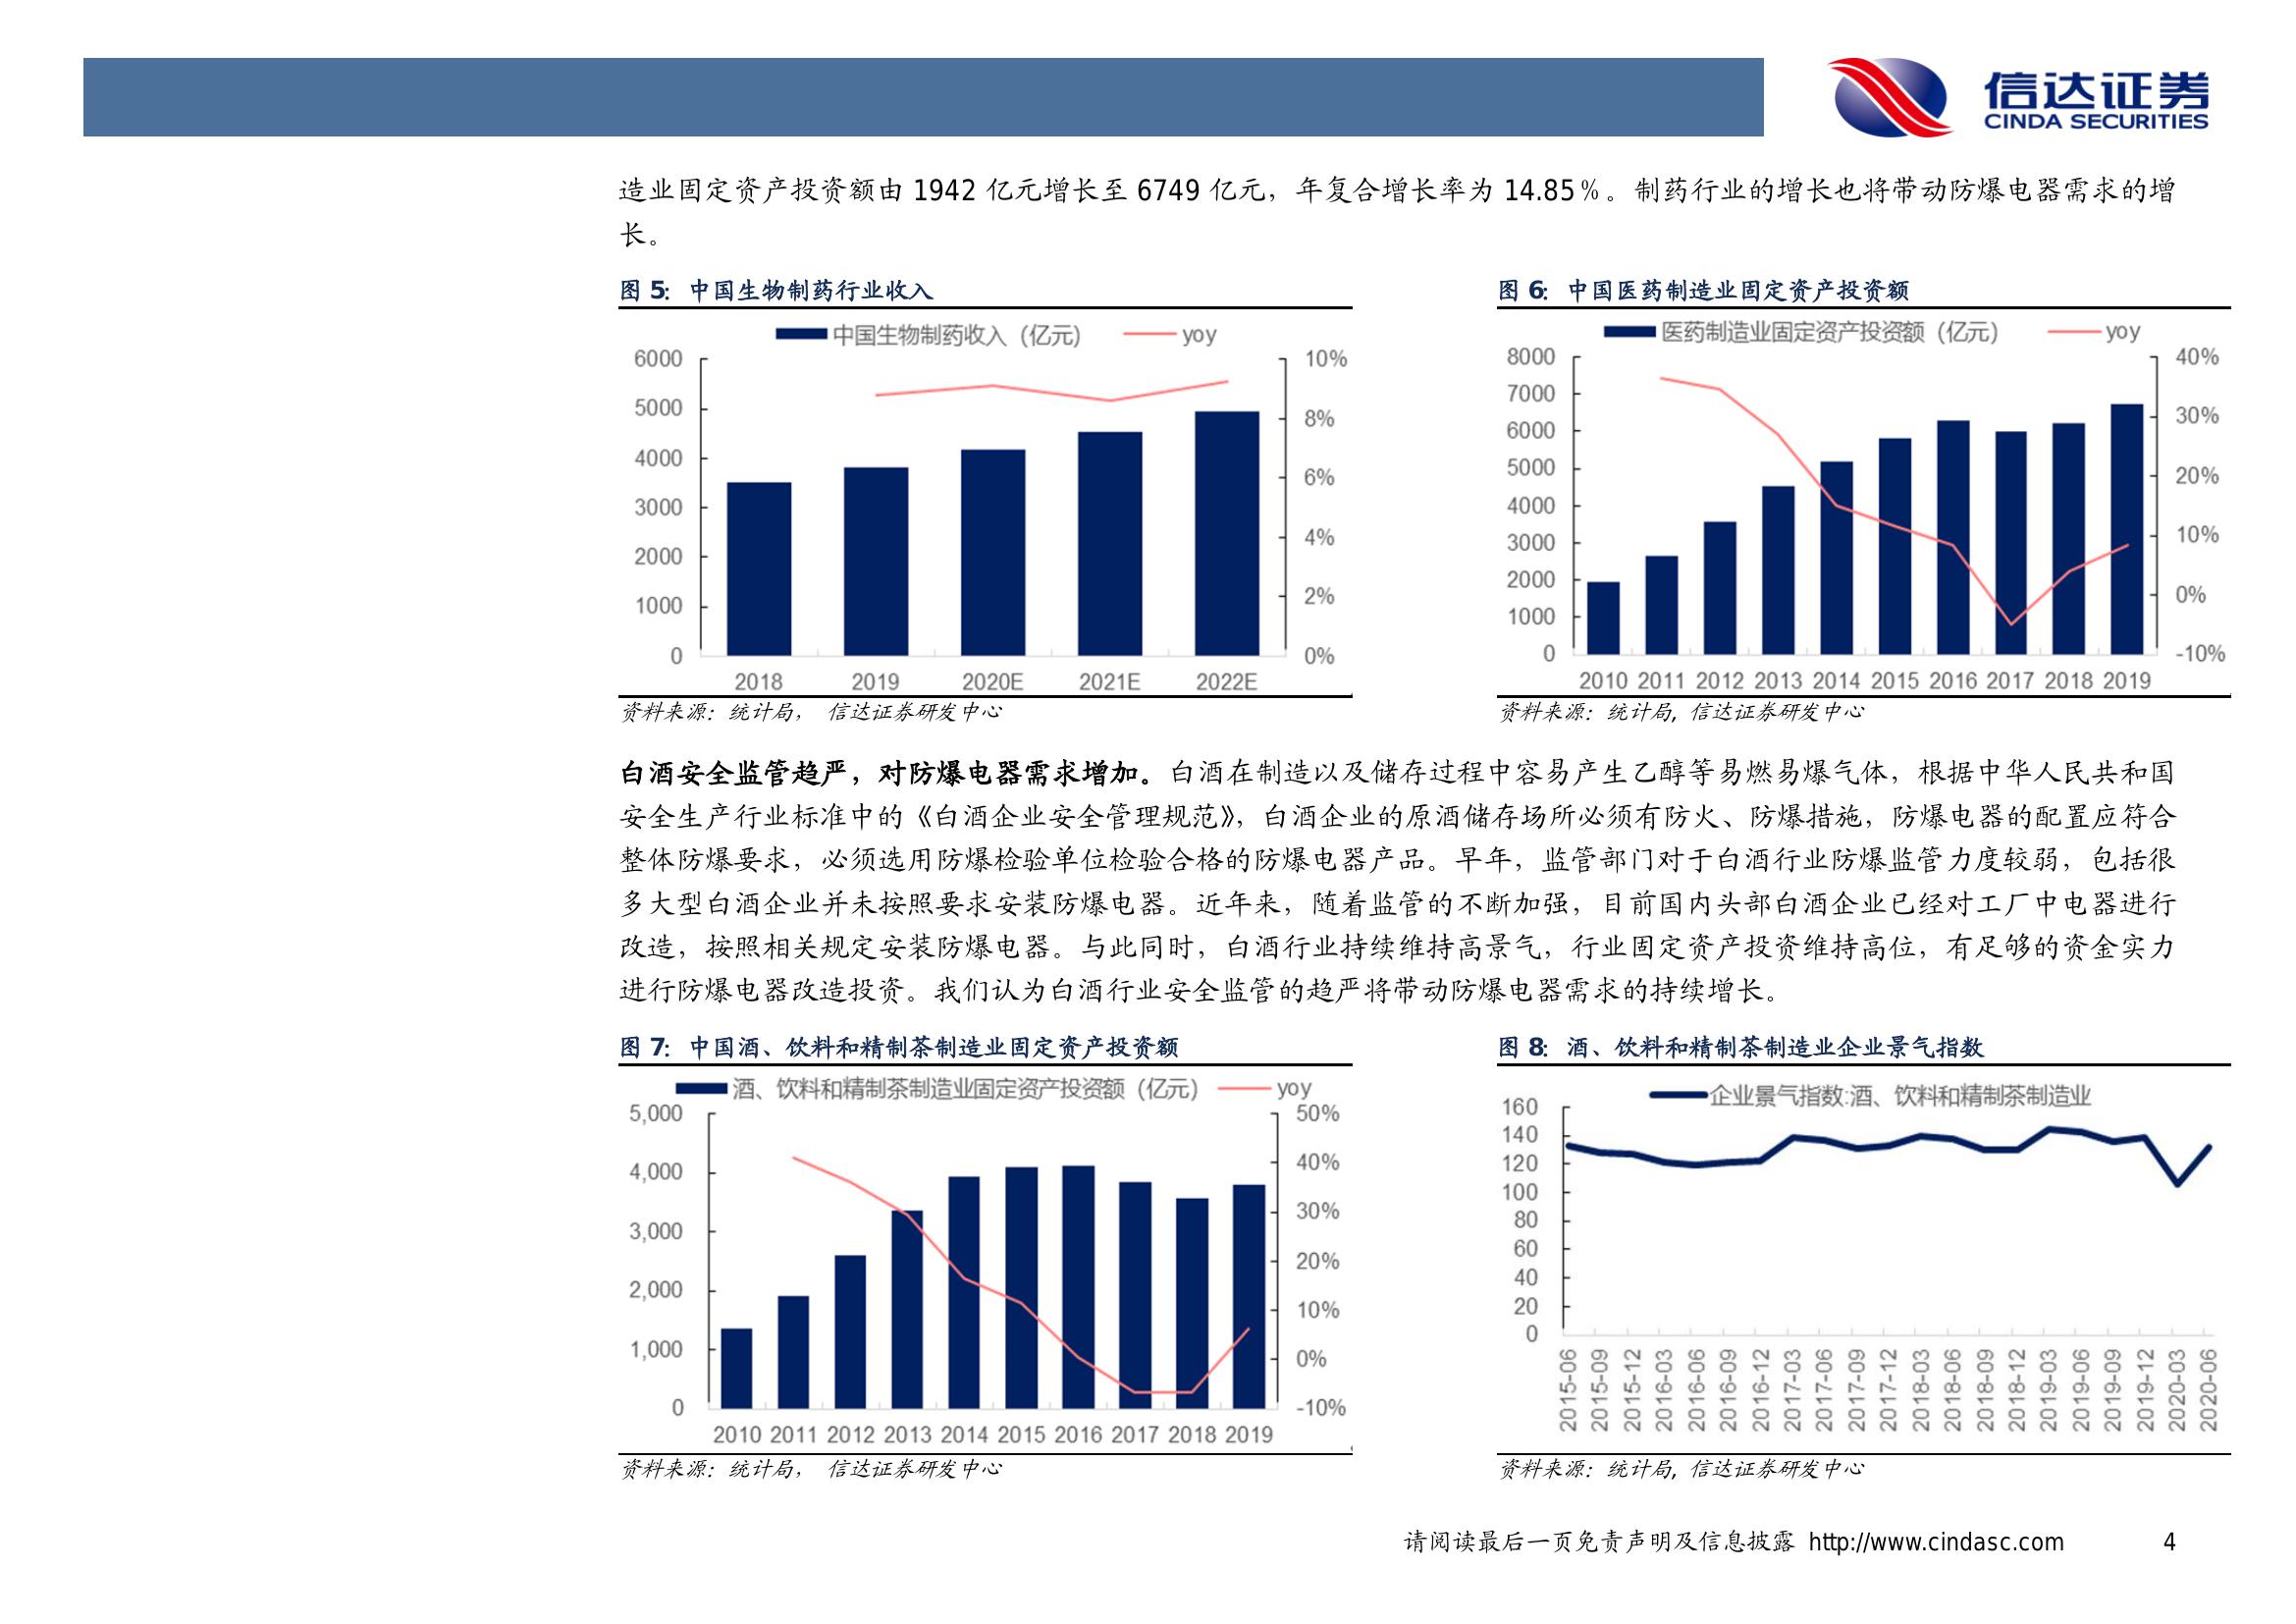 信达证券
CINDA SECURITIES
造业固定资产投资额由 1942 亿元增长至 6749 亿元，年复合增长率为 14.85%。制药行业的增长也将带动防爆电器需求的增
长。
图 5：中国生物制药行业收入
中国生物制药收入（亿元） yoy
6000
5000
4000
3000
2000
1000
0
10%
8%
6%
4%
2%
0%
2018 2019 2020E 2021E 2022E
资料来源：统计局， 信达证券研发中心
图 6：中国医药制造业固定资产投资额
医药制造业固定资产投资额（亿元） yoy
8000
7000
6000
5000
4000
3000
2000
1000
0
40%
30%
20%
10%
0%
-10%
2010 2011 2012 2013 2014 2015 2016 2017 2018 2019
资料来源：统计局, 信达证券研发中心
白酒安全监管趋严，对防爆电器需求增加。白酒在制造以及储存过程中容易产生乙醇等易燃易爆气体，根据中华人民共和国
安全生产行业标准中的《白酒企业安全管理规范》，白酒企业的原酒储存场所必须有防火、防爆措施，防爆电器的配置应符合
整体防爆要求，必须选用防爆检验单位检验合格的防爆电器产品。早年，监管部门对于白酒行业防爆监管力度较弱，包括很
多大型白酒企业并未按照要求安装防爆电器。近年来，随着监管的不断加强，目前国内头部白酒企业已经对工厂中电器进行
改造，按照相关规定安装防爆电器。与此同时，白酒行业持续维持高景气，行业固定资产投资维持高位，有足够的资金实力
进行防爆电器改造投资。我们认为白酒行业安全监管的趋严将带动防爆电器需求的持续增长。
图 7：中国酒、饮料和精制茶制造业固定资产投资额
酒、饮料和精制茶制造业固定资产投资额（亿元） yoy
5,000
4,000
3,000
2,000
1,000
0
50%
40%
30%
20%
10%
0%
-10%
2010 2011 2012 2013 2014 2015 2016 2017 2018 2019
资料来源：统计局， 信达证券研发中心
图 8：酒、饮料和精制茶制造业企业景气指数
企业景气指数:酒、饮料和精制茶制造业
160
140
120
100
80
60
40
20
0
2015-06 2015-09 2015-12 2016-03 2016-06 2016-09 2016-12 2017-03 2017-06 2017-09 2017-12 2018-03 2018-06 2018-09 2018-12 2019-03 2019-06 2019-09 2019-12 2020-03 2020-06
资料来源：统计局, 信达证券研发中心
请阅读最后一页免责声明及信息披露 http://www.cindasc.com 4